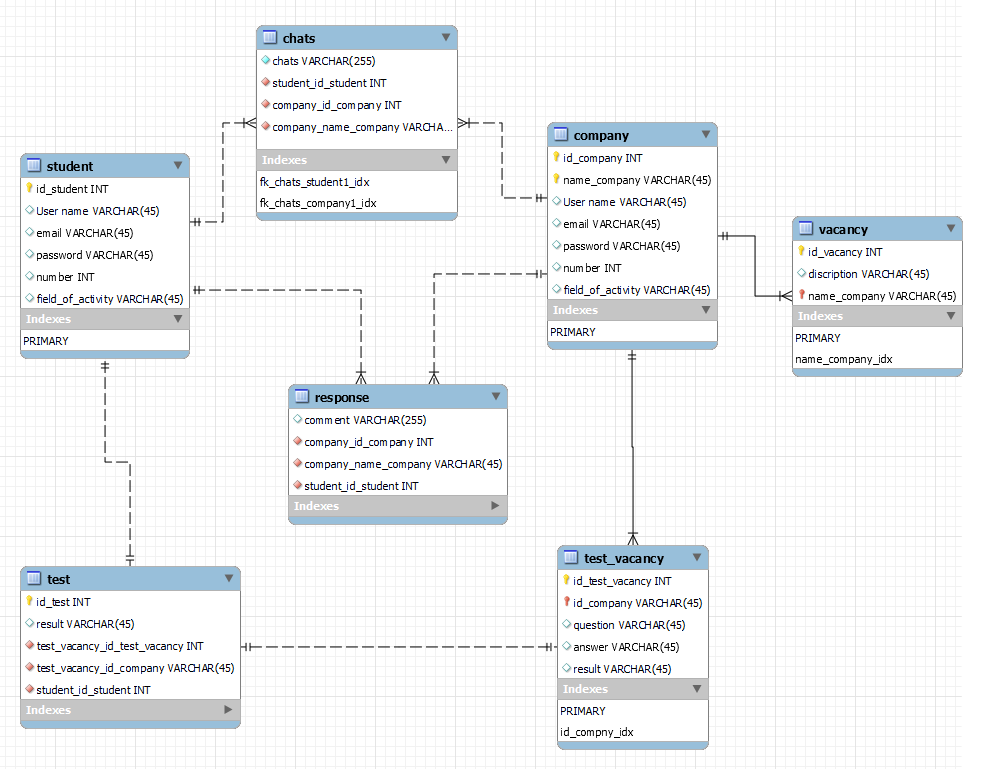 chats
chats VARCHAR(255)
student_id_student INT
company_id_company INT
company_name_company VARCHA...
Indexes
fk_chats_student1_idx
fk_chats_company1_idx
student
id_student INT
User name VARCHAR(45)
email VARCHAR(45)
password VARCHAR(45)
number INT
field_of_activity VARCHAR(45)
Indexes
PRIMARY
company
id_company INT
name_company VARCHAR(45)
User name VARCHAR(45)
email VARCHAR(45)
password VARCHAR(45)
number INT
field_of_activity VARCHAR(45)
Indexes
PRIMARY
vacancy
id_vacancy INT
discription VARCHAR(45)
name_company VARCHAR(45)
Indexes
PRIMARY
name_company_idx
response
comment VARCHAR(255)
company_id_company INT
company_name_company VARCHAR(45)
student_id_student INT
Indexes
test
id_test INT
result VARCHAR(45)
test_vacancy_id_test_vacancy INT
test_vacancy_id_company VARCHAR(45)
student_id_student INT
Indexes
test_vacancy
id_test_vacancy INT
id_company VARCHAR(45)
question VARCHAR(45)
answer VARCHAR(45)
result VARCHAR(45)
Indexes
PRIMARY
id_compny_idx